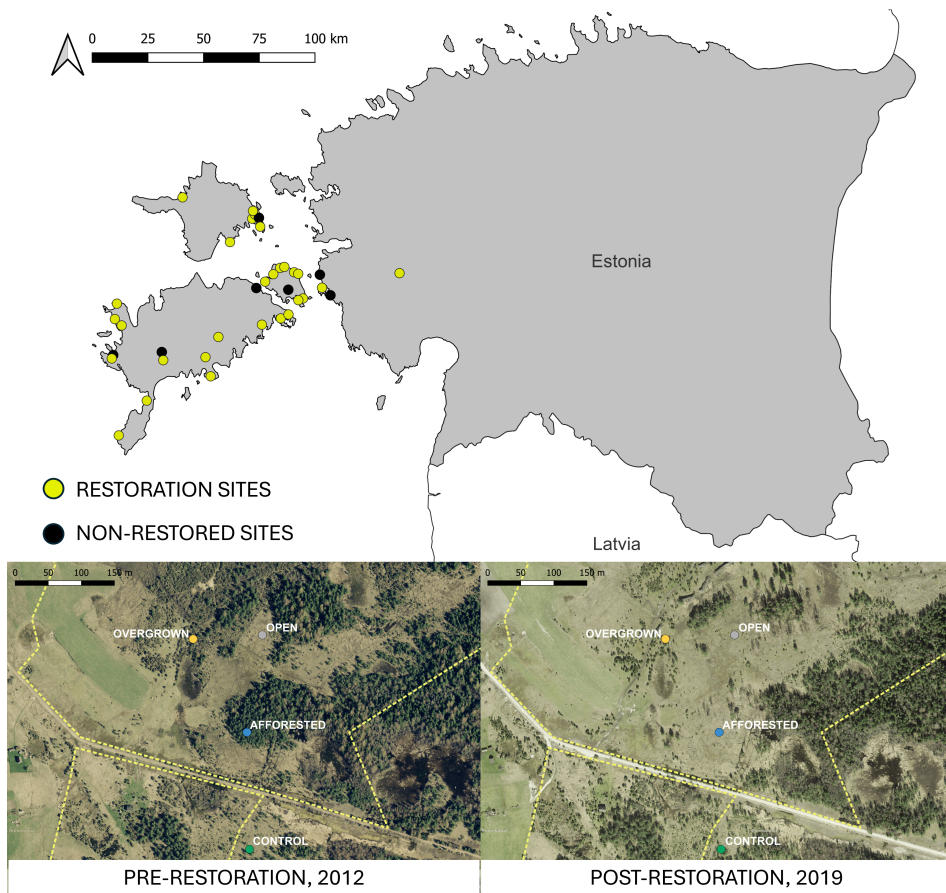 0 25 50 75 100 km
Estonia
RESTORATION SITES
NON-RESTORED SITES
Latvia
0 50 100 150 m
OVERGROWN
OPEN
AFFORESTED
CONTROL
PRE-RESTORATION, 2012
0 50 100 150 m
OVERGROWN
OPEN
AFFORESTED
CONTROL
POST-RESTORATION, 2019